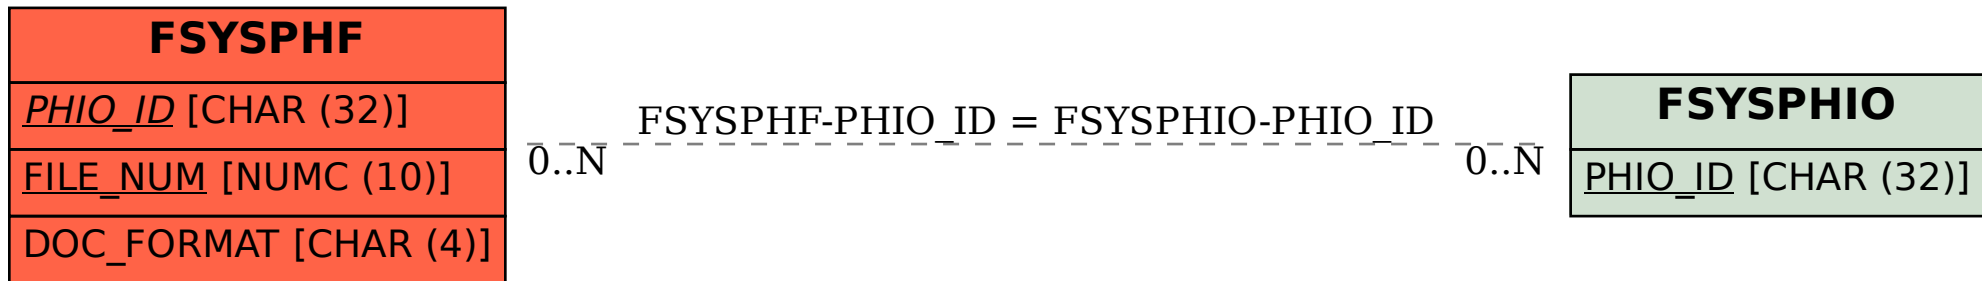 FSYSPHF
PHIO_ID [CHAR (32)]
FILE_NUM [NUMC (10)]
DOC_FORMAT [CHAR (4)]
FSYSPHF-PHIO_ID = FSYSPHIO-PHIO_ID
0..N
0..N
FSYSPHIO
PHIO_ID [CHAR (32)]